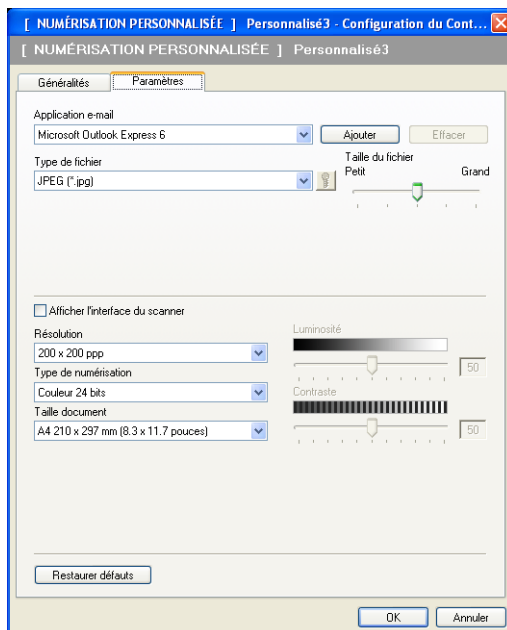 [ NUMÉRISATION PERSONNALISÉE ] Personnalisé3 - Configuration du Cont...
[ NUMÉRISATION PERSONNALISÉE ] Personnalisé3
Généralités Paramètres
Application e-mail
Microsoft Outlook Express 6 Ajouter Effacer
Type de fichier Taille du fichier
JPEG (*.jpg) Petit Grand
Afficher l'interface du scanner
Résolution Luminosité
200 x 200 ppp 50
Type de numérisation
Couleur 24 bits Contraste
Taille document
A4 210 x 297 mm (8.3 x 11.7 pouces) 50
Restaurer défauts
OK Annuler